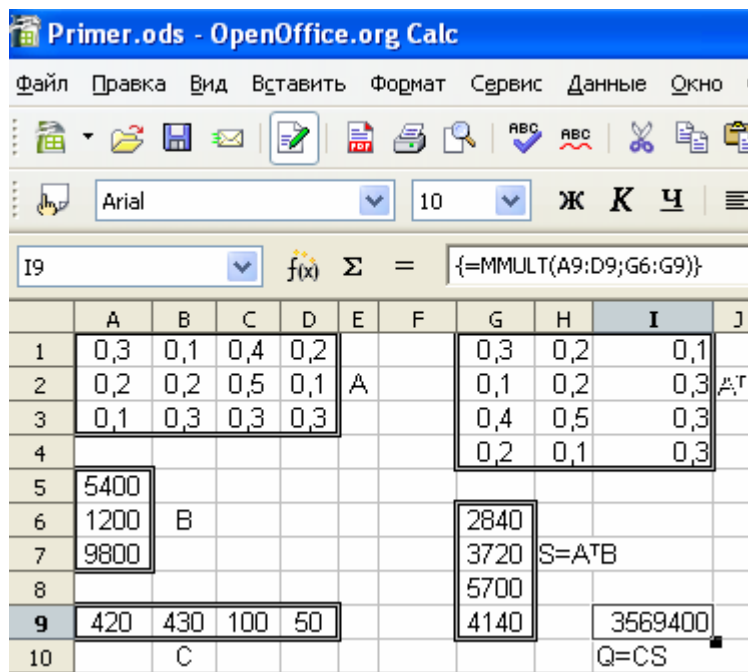 Primer.ods - OpenOffice.org Calc
Файл Правка Вид Вставить Формат Сервис Данные Окно
PDF ABC ABC
Arial 10 Ж К Ч
I9 f(x) Σ = {=MMULT(A9:D9;G6:G9)}
A B C D E F G H I J
1 0,3 0,1 0,4 0,2 0,3 0,2 0,1
2 0,2 0,2 0,5 0,1 A 0,1 0,2 0,3 Aᵀ
3 0,1 0,3 0,3 0,3 0,4 0,5 0,3
4 0,2 0,1 0,3
5 5400
6 1200 B 2840
7 9800 3720 S=AᵀB
8 5700
9 420 430 100 50 4140 3569400
10 C Q=CS